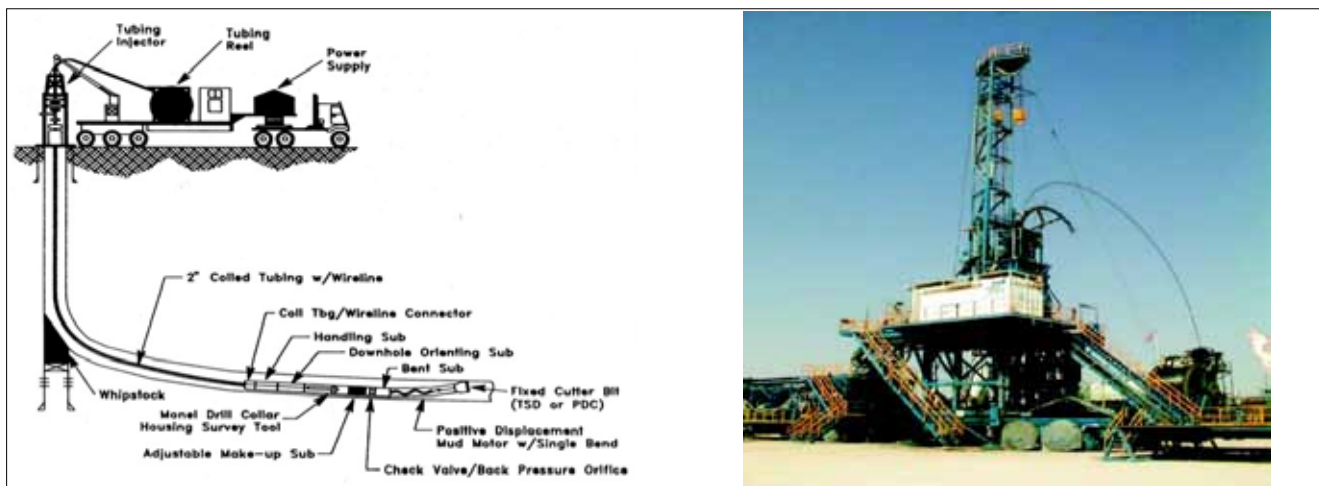 Tubing
Injector
Tubing
Reel
Power
Supply
2" Coiled Tubing w/Wireline
Coil Tbg/Wireline Connector
Handling Sub
Downhole Orienting Sub
Bent Sub
Whipstock
Fixed Cutter Bit
(TSD or PDC)
Monel Drill Collar
Housing Survey Tool
Positive Displacement
Mud Motor w/Single Bend
Adjustable Make-up Sub
Check Valve/Back Pressure Orifice